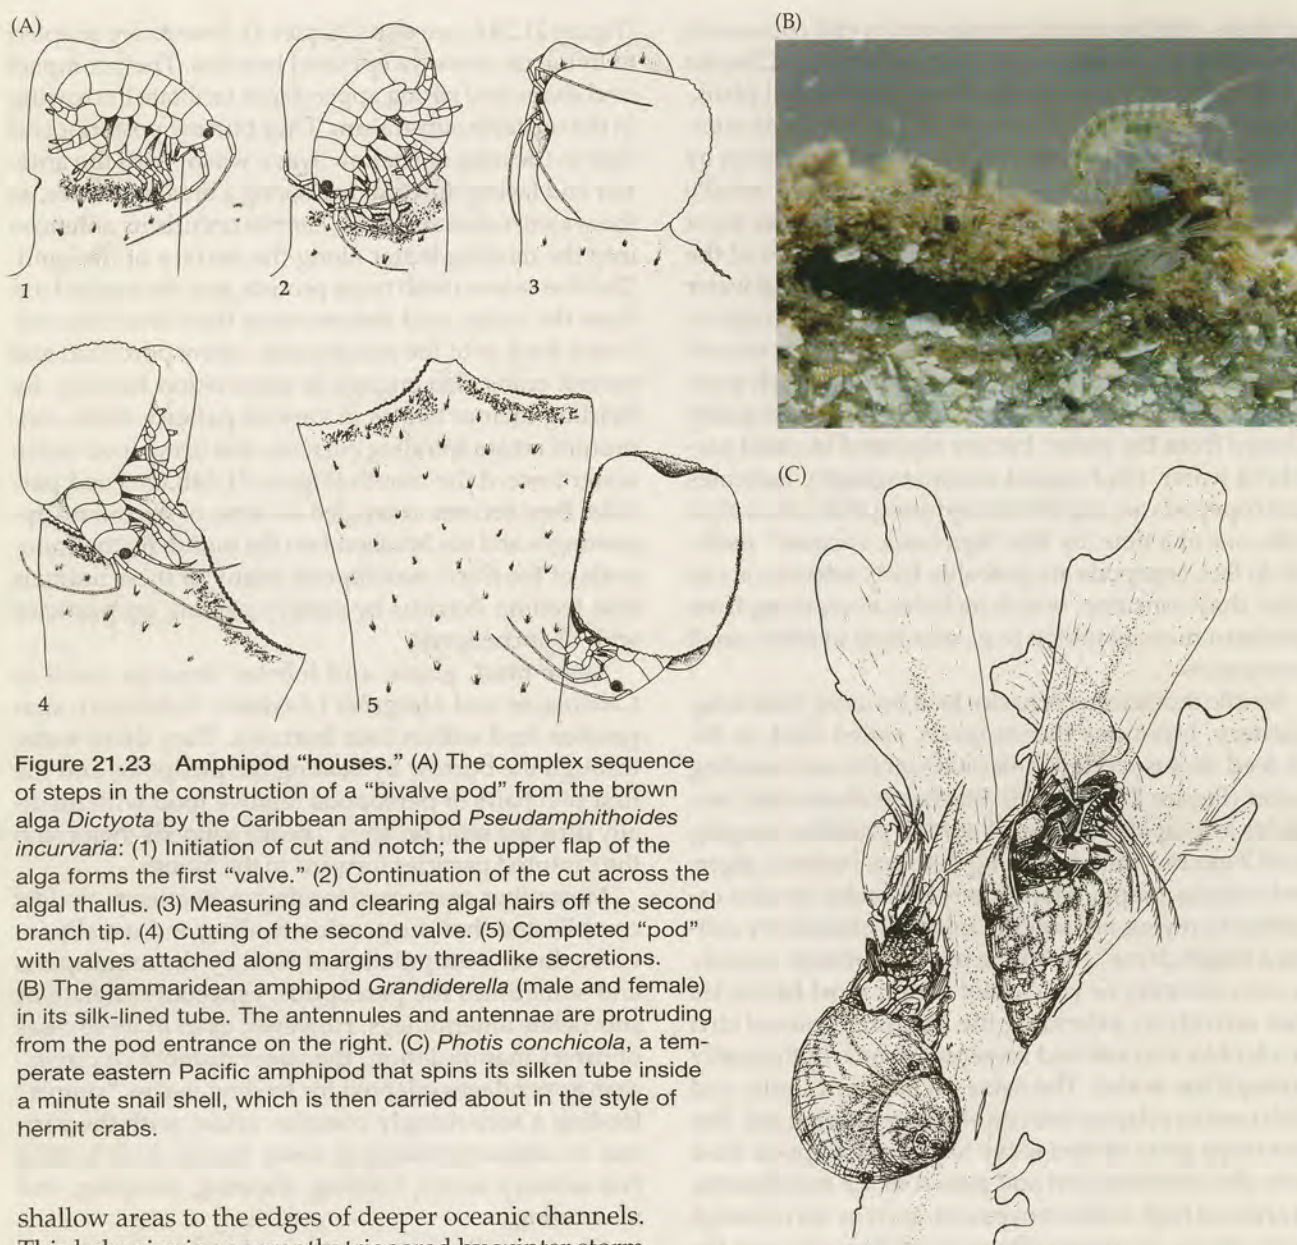 (A)
(B)
1
2
3
4
5
(C)
Figure 21.23 Amphipod “houses.” (A) The complex sequence
of steps in the construction of a “bivalve pod” from the brown
alga Dictyota by the Caribbean amphipod Pseudamphithoides
incurvaria: (1) Initiation of cut and notch; the upper flap of the
alga forms the first “valve.” (2) Continuation of the cut across the
algal thallus. (3) Measuring and clearing algal hairs off the second
branch tip. (4) Cutting of the second valve. (5) Completed “pod”
with valves attached along margins by threadlike secretions.
(B) The gammaridean amphipod Grandiderella (male and female)
in its silk-lined tube. The antennules and antennae are protruding
from the pod entrance on the right. (C) Photis conchicola, a tem-
perate eastern Pacific amphipod that spins its silken tube inside
a minute snail shell, which is then carried about in the style of
hermit crabs.
shallow areas to the edges of deeper oceanic channels.